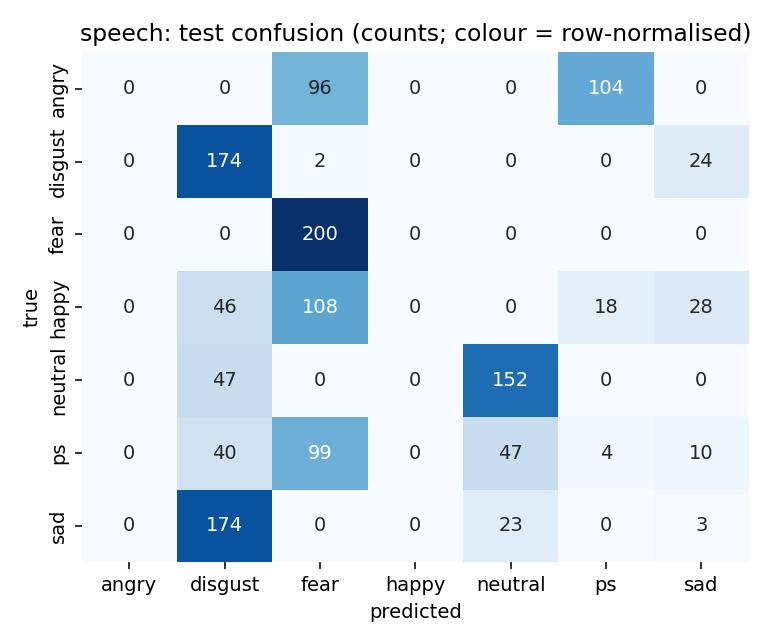 speech: test confusion (counts; colour = row-normalised)
true
angry 0 0 96 0 0 104 0
disgust 0 174 2 0 0 0 24
fear 0 0 200 0 0 0 0
happy 0 46 108 0 0 18 28
neutral 0 47 0 0 152 0 0
ps 0 40 99 0 47 4 10
sad 0 174 0 0 23 0 3
angry disgust fear happy neutral ps sad
predicted